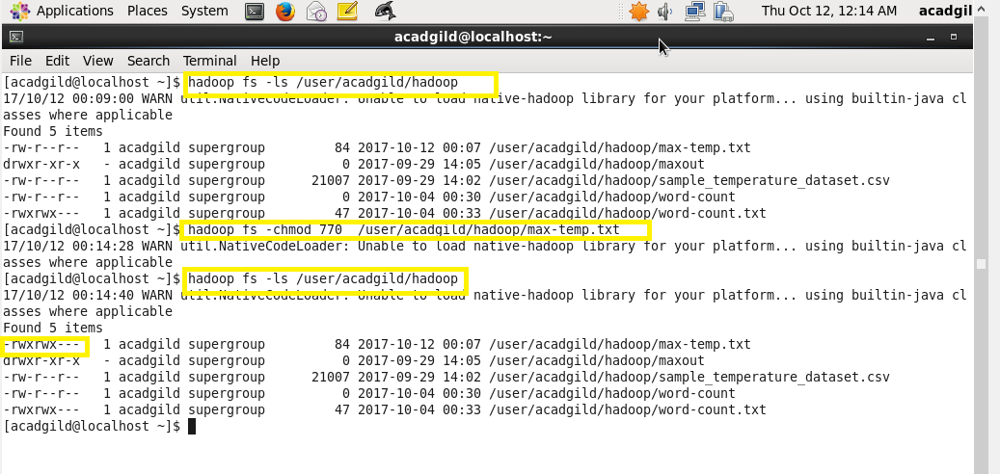 Applications Places System Thu Oct 12, 12:14 AM acadgil
acadgild@localhost:~
File Edit View Search Terminal Help
[acadgild@localhost ~]$ hadoop fs -ls /user/acadgild/hadoop
17/10/12 00:09:00 WARN util.NativeCodeLoader: Unable to load native-hadoop library for your platform... using builtin-java cl
asses where applicable
Found 5 items
-rw-r--r--   1 acadgild supergroup         84 2017-10-12 00:07 /user/acadgild/hadoop/max-temp.txt
drwxr-xr-x   - acadgild supergroup          0 2017-09-29 14:05 /user/acadgild/hadoop/maxout
-rw-r--r--   1 acadgild supergroup      21007 2017-09-29 14:02 /user/acadgild/hadoop/sample_temperature_dataset.csv
-rw-r--r--   1 acadgild supergroup          0 2017-10-04 00:30 /user/acadgild/hadoop/word-count
-rwxrwx---   1 acadgild supergroup         47 2017-10-04 00:33 /user/acadgild/hadoop/word-count.txt
[acadgild@localhost ~]$ hadoop fs -chmod 770  /user/acadgild/hadoop/max-temp.txt
17/10/12 00:14:28 WARN util.NativeCodeLoader: Unable to load native-hadoop library for your platform... using builtin-java cl
asses where applicable
[acadgild@localhost ~]$ hadoop fs -ls /user/acadgild/hadoop
17/10/12 00:14:40 WARN util.NativeCodeLoader: Unable to load native-hadoop library for your platform... using builtin-java cl
asses where applicable
Found 5 items
-rwxrwx---   1 acadgild supergroup         84 2017-10-12 00:07 /user/acadgild/hadoop/max-temp.txt
drwxr-xr-x   - acadgild supergroup          0 2017-09-29 14:05 /user/acadgild/hadoop/maxout
-rw-r--r--   1 acadgild supergroup      21007 2017-09-29 14:02 /user/acadgild/hadoop/sample_temperature_dataset.csv
-rw-r--r--   1 acadgild supergroup          0 2017-10-04 00:30 /user/acadgild/hadoop/word-count
-rwxrwx---   1 acadgild supergroup         47 2017-10-04 00:33 /user/acadgild/hadoop/word-count.txt
[acadgild@localhost ~]$